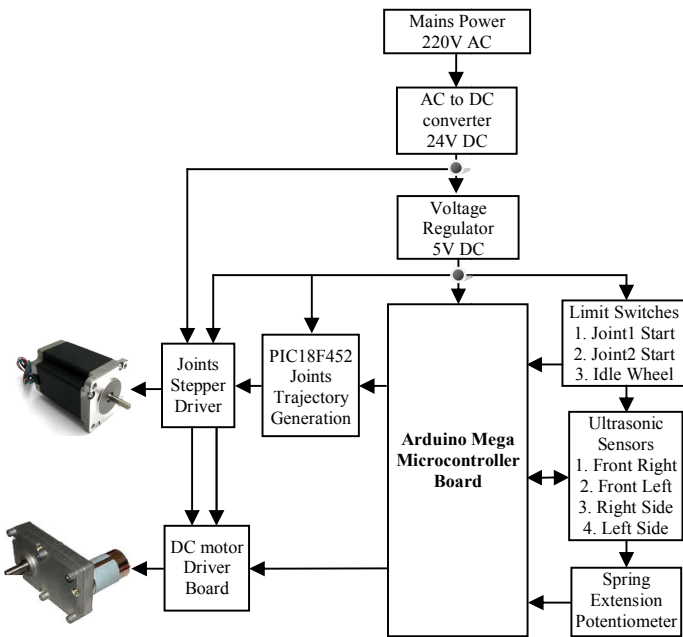 Mains Power
220V AC
AC to DC
converter
24V DC
Voltage
Regulator
5V DC
Joints
Stepper
Driver
PIC18F452
Joints
Trajectory
Generation
Arduino Mega
Microcontroller
Board
Limit Switches
1. Joint1 Start
2. Joint2 Start
3. Idle Wheel
Ultrasonic
Sensors
1. Front Right
2. Front Left
3. Right Side
4. Left Side
DC motor
Driver
Board
Spring
Extension
Potentiometer